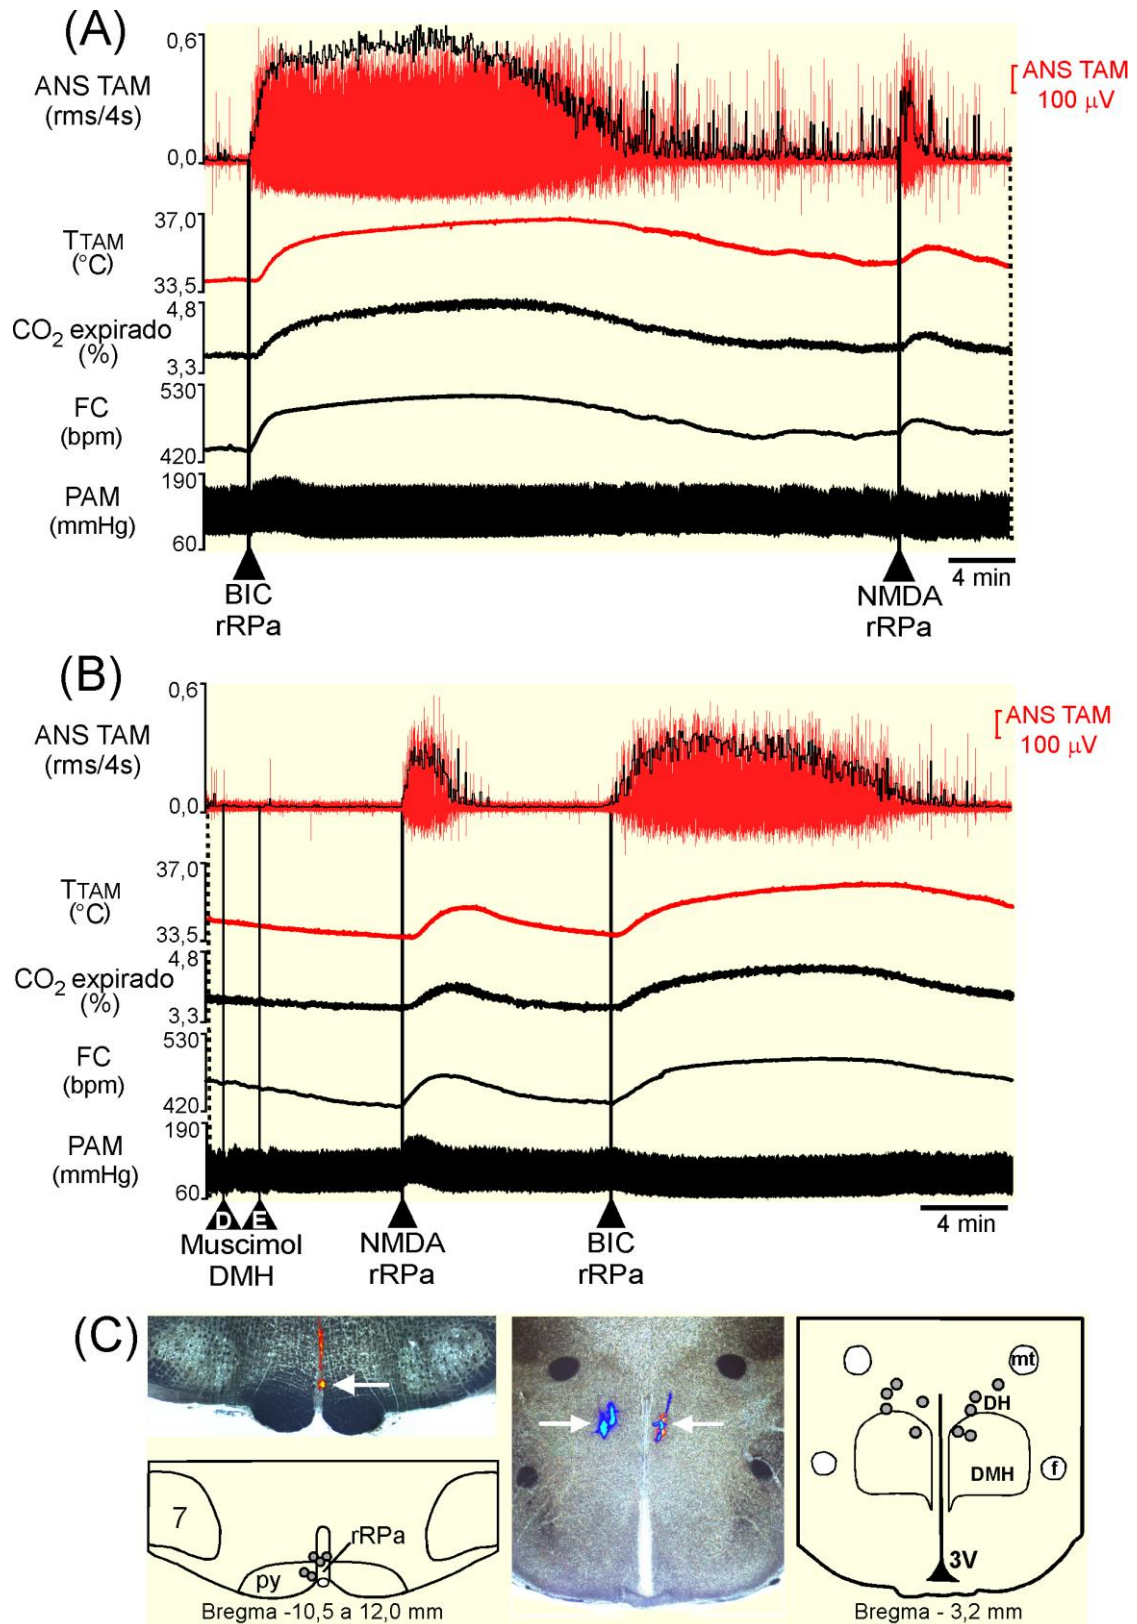 (A)
0,6
ANS TAM
(rms/4s)
0,0
ANS TAM
100 µV
37,0
TTAM
(°C)
33,5
4,8
CO2 expirado
(%)
3,3
530
FC
(bpm)
420
190
PAM
(mmHg)
60
4 min
BIC
rRPa
NMDA
rRPa
(B)
0,6
ANS TAM
(rms/4s)
0,0
ANS TAM
100 µV
37,0
TTAM
(°C)
33,5
4,8
CO2 expirado
(%)
3,3
530
FC
(bpm)
420
190
PAM
(mmHg)
60
D E
4 min
Muscimol
DMH
NMDA
rRPa
BIC
rRPa
(C)
7
rRPa
py
Bregma -10,5 a 12,0 mm
mt
DH
DMH
f
3V
Bregma - 3,2 mm